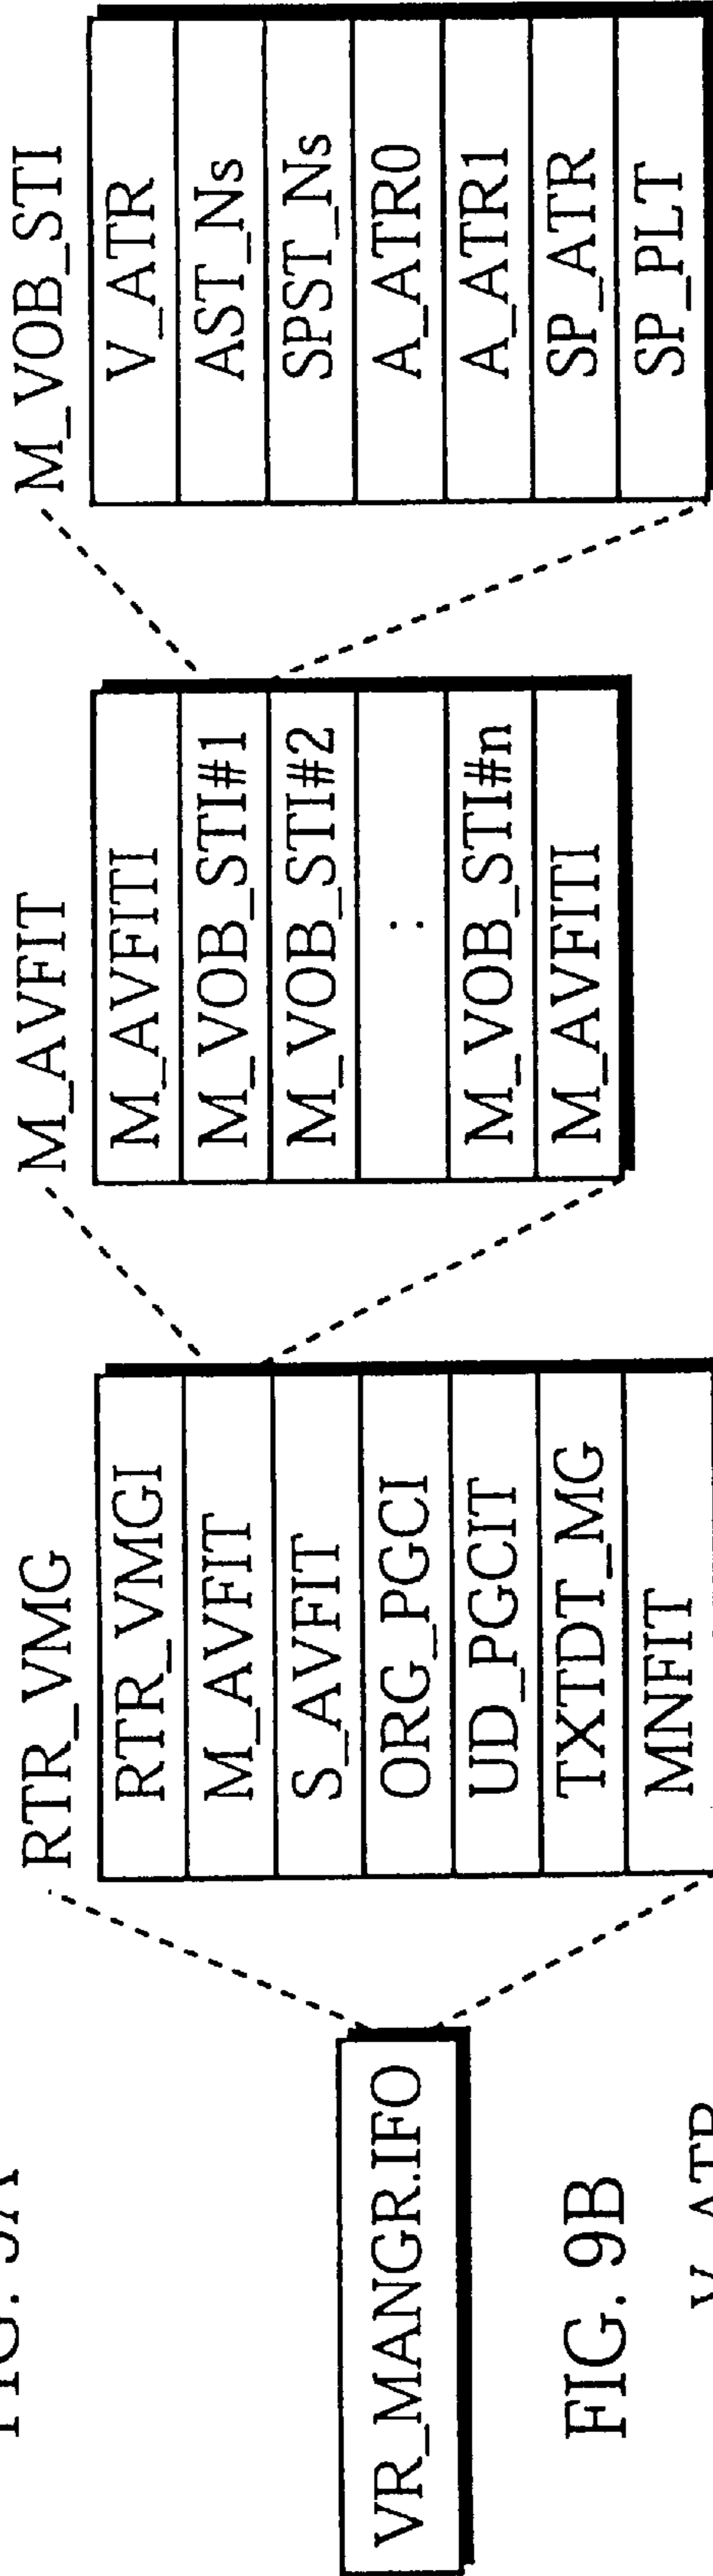 VR_MANGR.IFO
RTR_VMG
RTR_VMGI
M_AVFIT
S_AVFIT
ORG_PGCI
UD_PGCIT
TXTDT_MG
MNFIT
M_AVFIT
M_AVFITI
M_VOB_STI#1
M_VOB_STI#2
:
M_VOB_STI#n
M_AVFITI
M_VOB_STI
V_ATR
AST_Ns
SPST_Ns
A_ATR0
A_ATR1
SP_ATR
SP_PLT
FIG. 9B
V_ATR